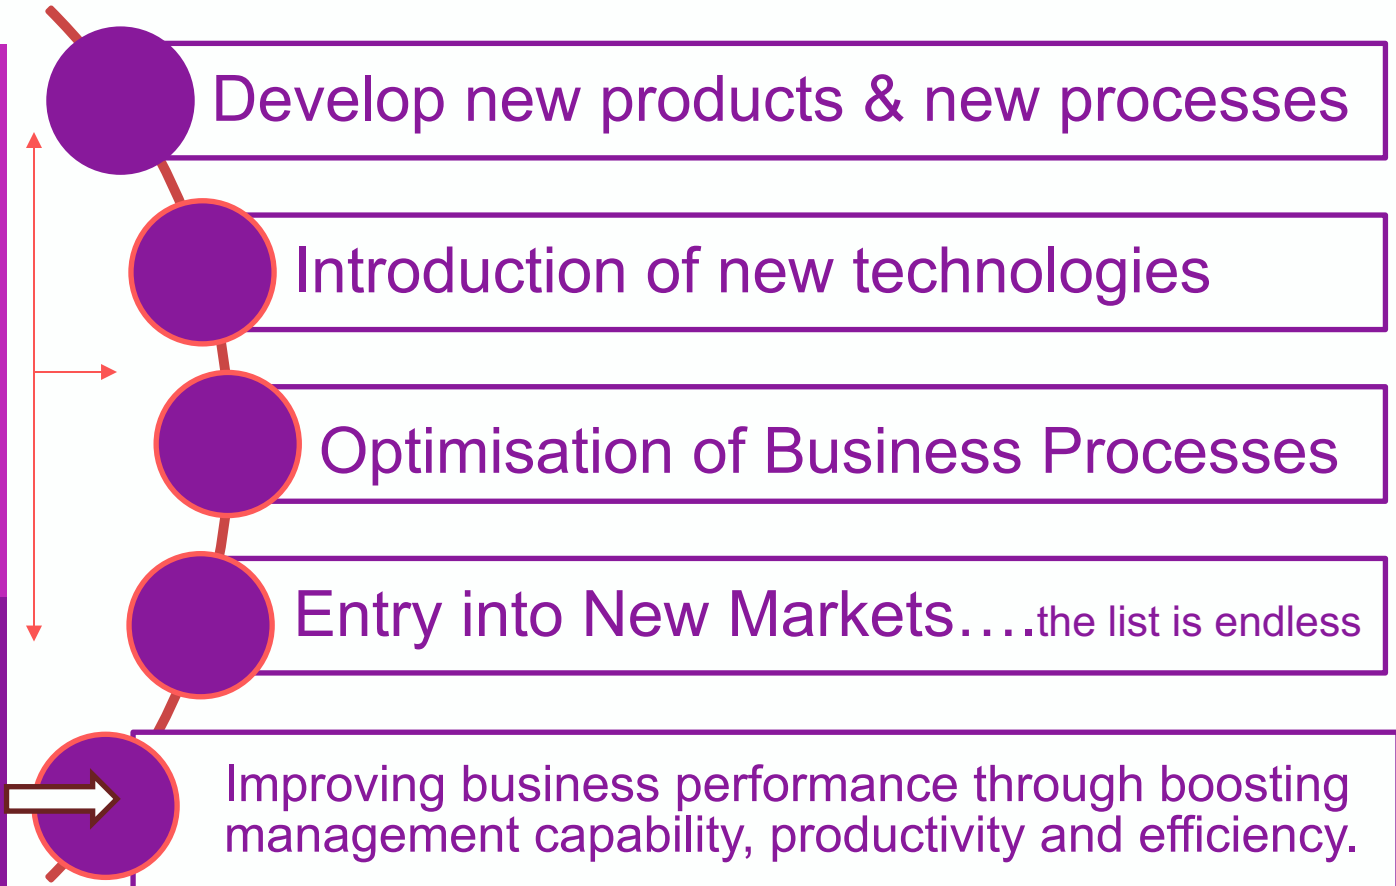 Develop new products & new processes
Introduction of new technologies
Optimisation of Business Processes
Entry into New Markets….the list is endless
Improving business performance through boosting
management capability, productivity and efficiency.